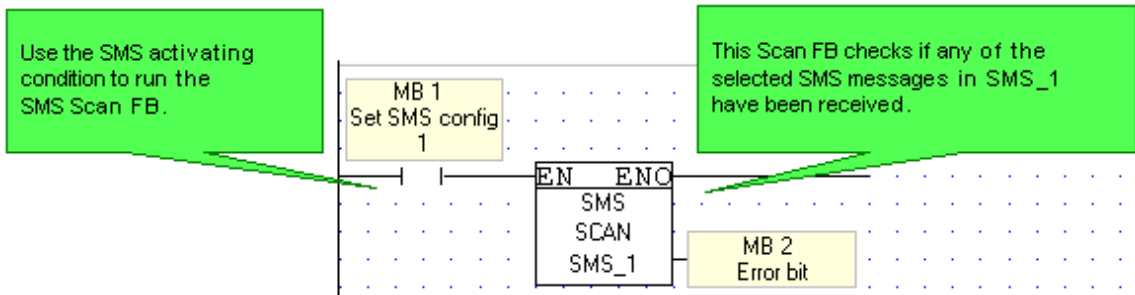 Use the SMS activating
condition to run the
SMS Scan FB.
This Scan FB checks if any of the
selected SMS messages in SMS_1
have been received.
MB 1
Set SMS config
1
EN ENO
SMS
SCAN
SMS_1
MB 2
Error bit